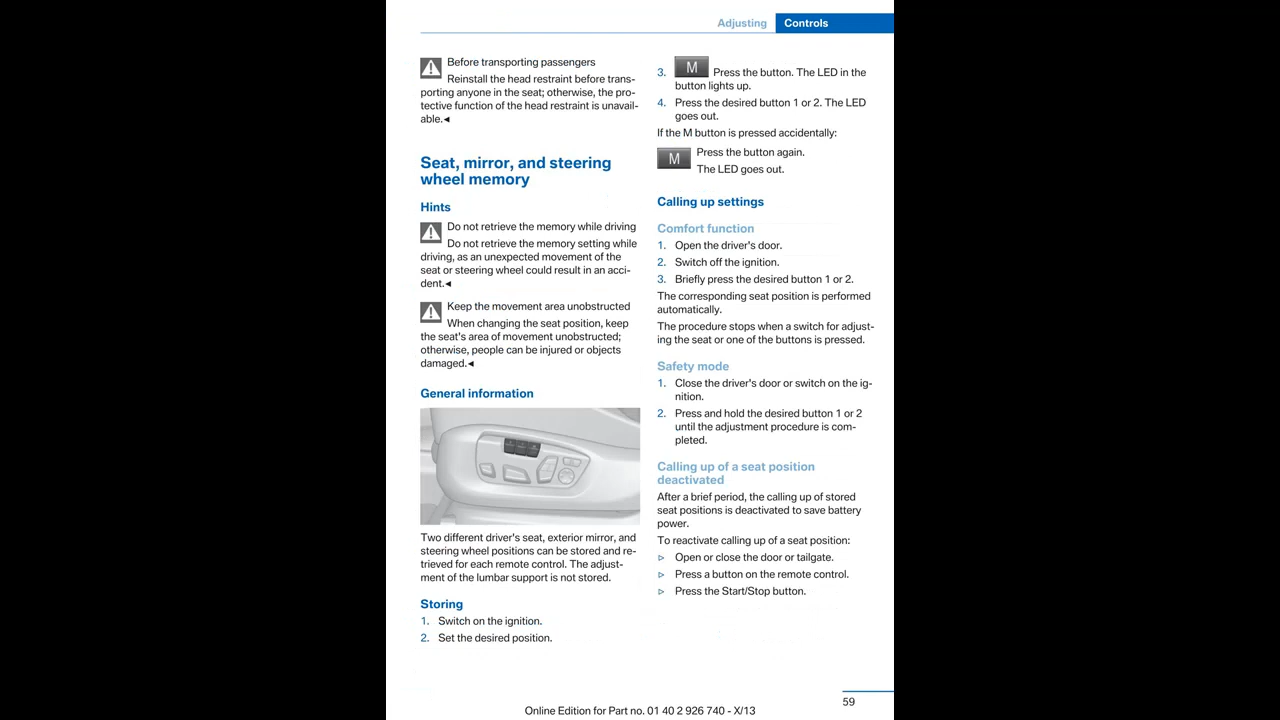 Adjusting Controls
Before transporting passengers
Reinstall the head restraint before trans-
porting anyone in the seat; otherwise, the pro-
tective function of the head restraint is unavail-
able.◄
Seat, mirror, and steering
wheel memory
Hints
Do not retrieve the memory while driving
Do not retrieve the memory setting while
driving, as an unexpected movement of the
seat or steering wheel could result in an acci-
dent.◄
Keep the movement area unobstructed
When changing the seat position, keep
the seat's area of movement unobstructed;
otherwise, people can be injured or objects
damaged.◄
General information
Two different driver's seat, exterior mirror, and
steering wheel positions can be stored and re-
trieved for each remote control. The adjust-
ment of the lumbar support is not stored.
Storing
1. Switch on the ignition.
2. Set the desired position.
3. M Press the button. The LED in the
button lights up.
4. Press the desired button 1 or 2. The LED
goes out.
If the M button is pressed accidentally:
M Press the button again.
The LED goes out.
Calling up settings
Comfort function
1. Open the driver's door.
2. Switch off the ignition.
3. Briefly press the desired button 1 or 2.
The corresponding seat position is performed
automatically.
The procedure stops when a switch for adjust-
ing the seat or one of the buttons is pressed.
Safety mode
1. Close the driver's door or switch on the ig-
nition.
2. Press and hold the desired button 1 or 2
until the adjustment procedure is com-
pleted.
Calling up of a seat position
deactivated
After a brief period, the calling up of stored
seat positions is deactivated to save battery
power.
To reactivate calling up of a seat position:
▷ Open or close the door or tailgate.
▷ Press a button on the remote control.
▷ Press the Start/Stop button.
59
Online Edition for Part no. 01 40 2 926 740 - X/13